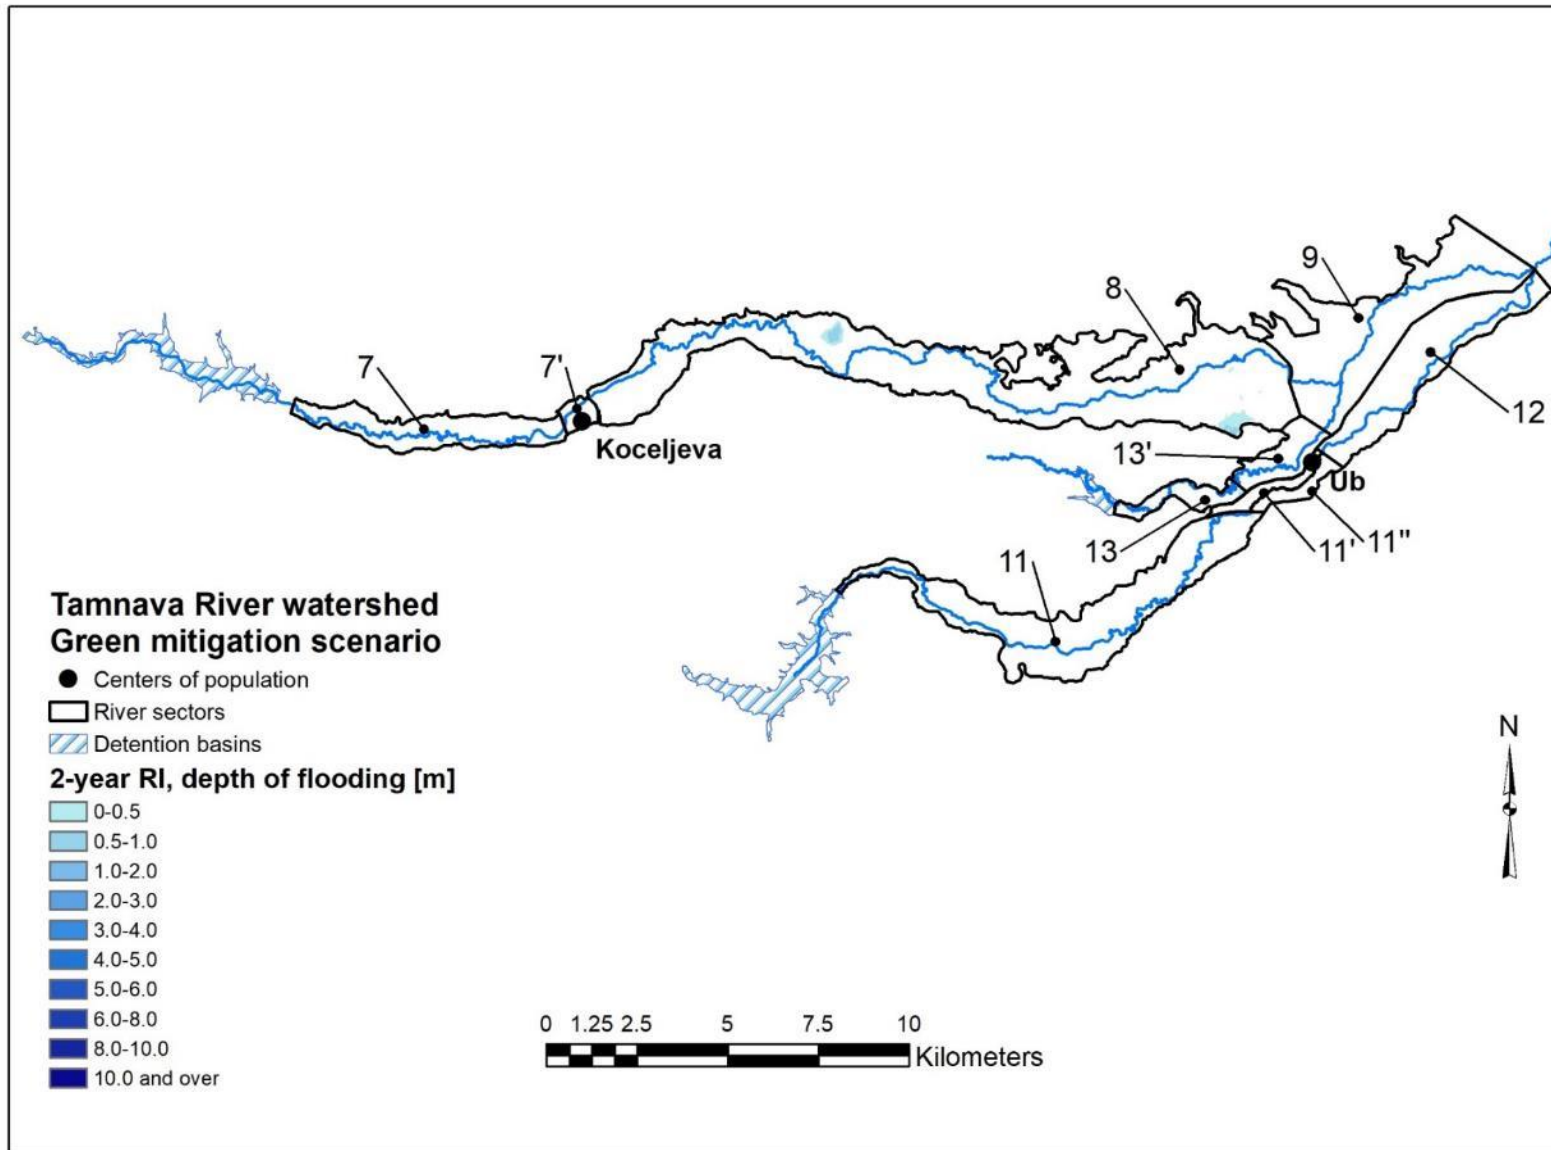 9
8
7
7'
12
Koceljeva
13'
Ub
13
11'
11"
11
Tamnava River watershed
Green mitigation scenario
Centers of population
River sectors
Detention basins
2-year RI, depth of flooding [m]
0-0.5
0.5-1.0
1.0-2.0
2.0-3.0
3.0-4.0
4.0-5.0
5.0-6.0
6.0-8.0
8.0-10.0
10.0 and over
N
0 1.25 2.5 5 7.5 10
Kilometers